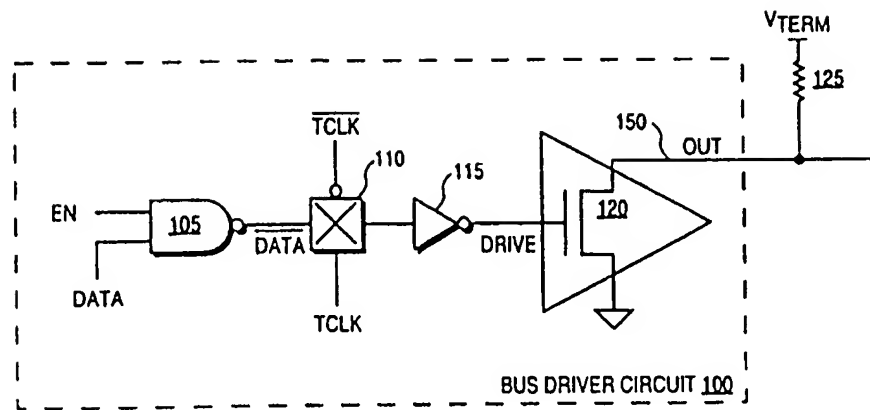 VTERM
125
TCLK
110
150
OUT
115
EN
105
120
DATA
DRIVE
DATA
TCLK
BUS DRIVER CIRCUIT 100